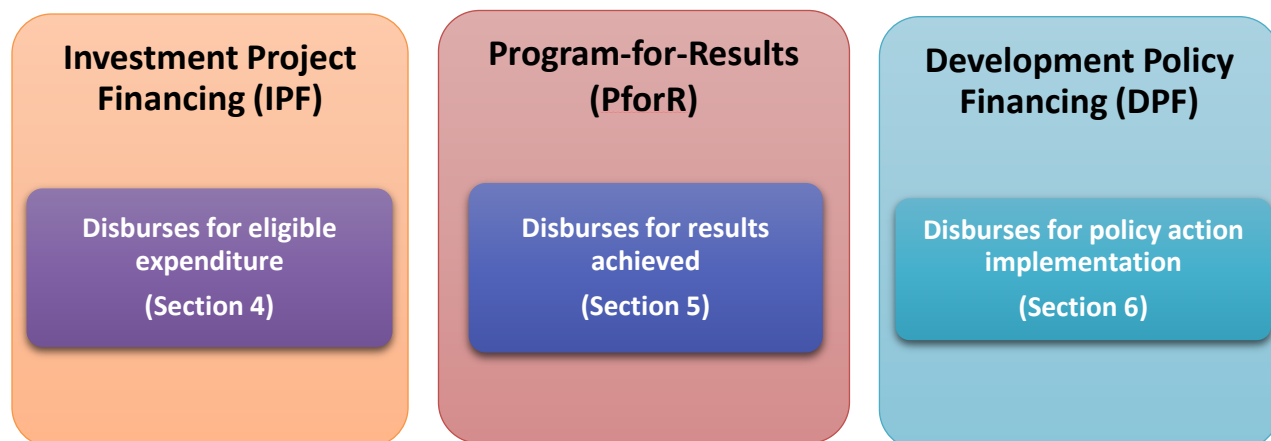 Investment Project
Financing (IPF)
Disburses for eligible
expenditure
(Section 4)
Program-for-Results
(PforR)
Disburses for results
achieved
(Section 5)
Development Policy
Financing (DPF)
Disburses for policy action
implementation
(Section 6)